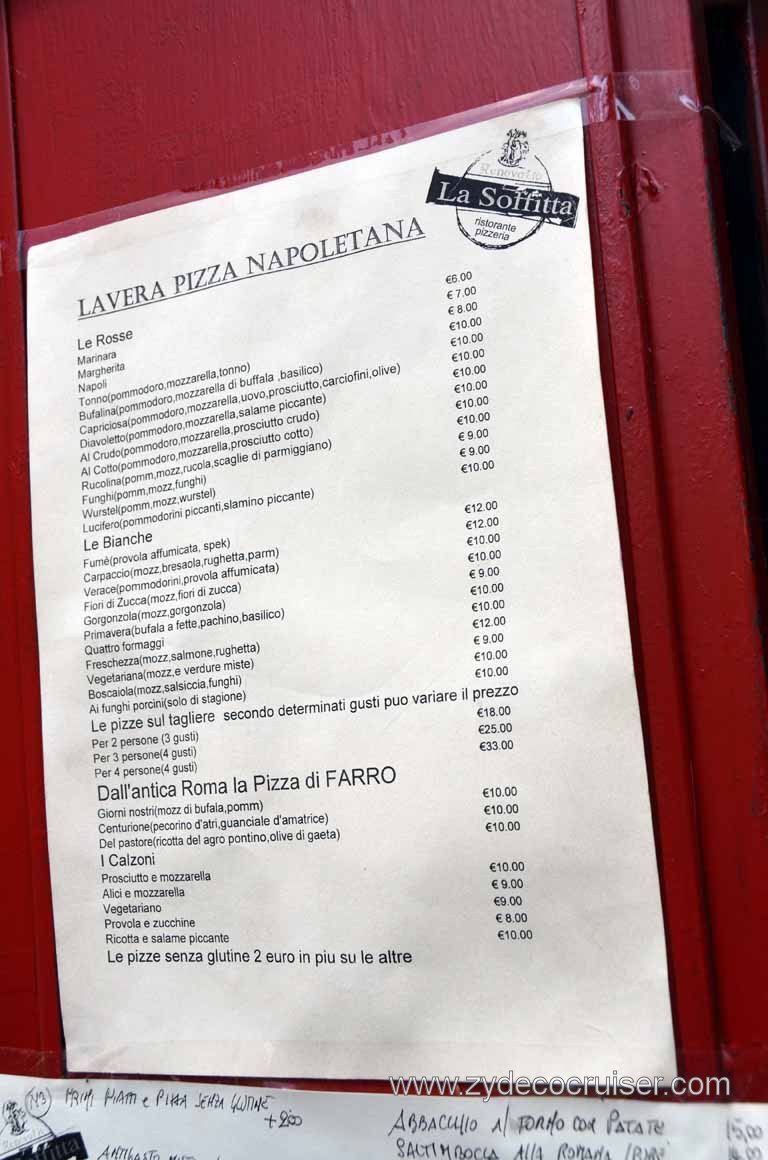 Renovatio
La Soffitta
ristorante
pizzeria
LAVERA PIZZA NAPOLETANA
Le Rosse
Marinara €6.00
Margherita € 7,00
Napoli € 8.00
Tonno(pommodoro,mozzarella,tonno) €10.00
Bufalina(pommodoro,mozzarella di buffala ,basilico) €10.00
Capriciosa(pommodoro,mozzarella,uovo,prosciutto,carciofini,olive) €10.00
Diavoletto(pommodoro,mozzarella,salame piccante) €10.00
Al Crudo(pommodoro,mozzarella,prosciutto crudo) €10.00
Al Cotto(pommodoro,mozzarella,prosciutto cotto) €10.00
Rucolina(pomm,mozz,rucola,scaglie di parmiggiano) €10.00
Funghi(pomm,mozz,funghi) € 9.00
Wurstel(pomm,mozz,wurstel) € 9.00
Lucifero(pommodorini piccanti,slamino piccante) €10.00
Le Bianche
Fumè(provola affumicata, spek) €12.00
Carpaccio(mozz,bresaola,rughetta,parm) €12.00
Verace(pommodorini,provola affumicata) €10.00
Fiori di Zucca(mozz,fiori di zucca) €10.00
Gorgonzola(mozz,gorgonzola) € 9.00
Primavera(bufala a fette,pachino,basilico) €10.00
Quattro formaggi €10.00
Freschezza(mozz,salmone,rughetta) €12.00
Vegetariana(mozz,e verdure miste) € 9.00
Boscaiola(mozz,salsiccia,funghi) €10.00
Ai funghi porcini(solo di stagione) €10.00
Le pizze sul tagliere secondo determinati gusti puo variare il prezzo
Per 2 persone (3 gusti) €18.00
Per 3 persone(4 gusti) €25.00
Per 4 persone(4 gusti) €33.00
Dall'antica Roma la Pizza di FARRO
Giorni nostri(mozz di bufala,pomm) €10.00
Centurione(pecorino d'atri,guanciale d'amatrice) €10.00
Del pastore(ricotta del agro pontino,olive di gaeta) €10.00
I Calzoni
Prosciutto e mozzarella €10.00
Alici e mozzarella € 9.00
Vegetariano €9.00
Provola e zucchine € 8.00
Ricotta e salame piccante €10.00
Le pizze senza glutine 2 euro in piu su le altre
www.zydecocruiser.com
PRIMI PIATTI e PIZZA SENZA GLUTINE
+ 2,00
ABBACCHIO AL FORNO CON PATATE 15,00
SALTIMBOCCA ALLA ROMANA